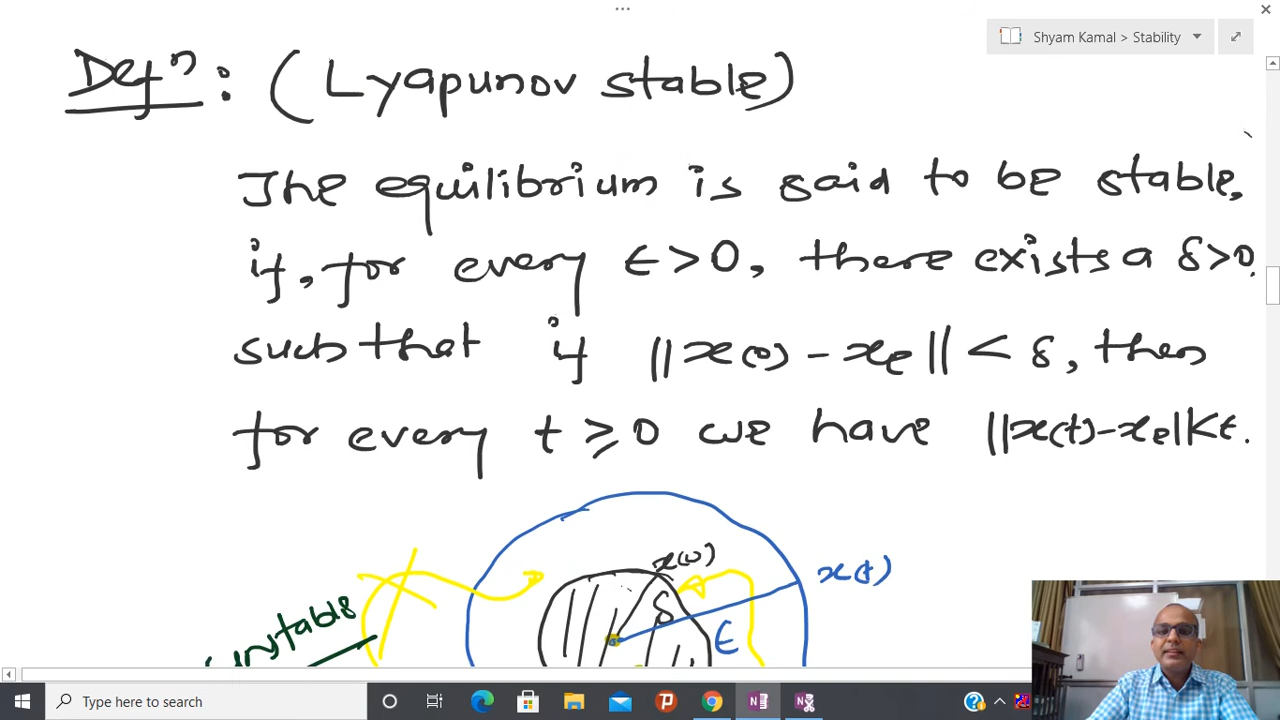 Shyam Kamal > Stability
Defⁿ: (Lyapunov stable)
The equilibrium is said to be stable,
if, for every ϵ>0, there exists a δ>0,
such that if ||x(0) - xₑ|| < δ, then
for every t ≥ 0 we have ||x(t)-xₑ||<ϵ.
x(0)
x(t)
δ
ϵ
unstable
Type here to search